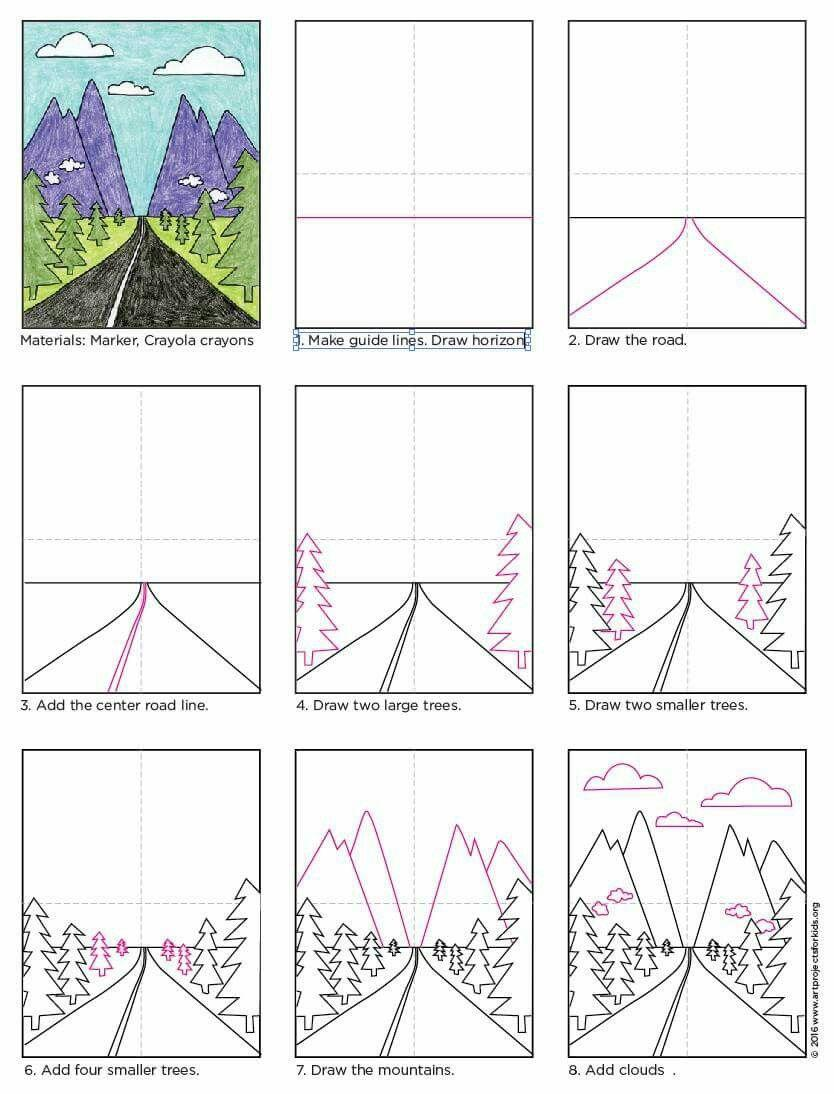 Materials: Marker, Crayola crayons
1. Make guide lines. Draw horizon
2. Draw the road.
3. Add the center road line.
4. Draw two large trees.
5. Draw two smaller trees.
6. Add four smaller trees.
7. Draw the mountains.
8. Add clouds .
© 2016 www.artprojectsforkids.org